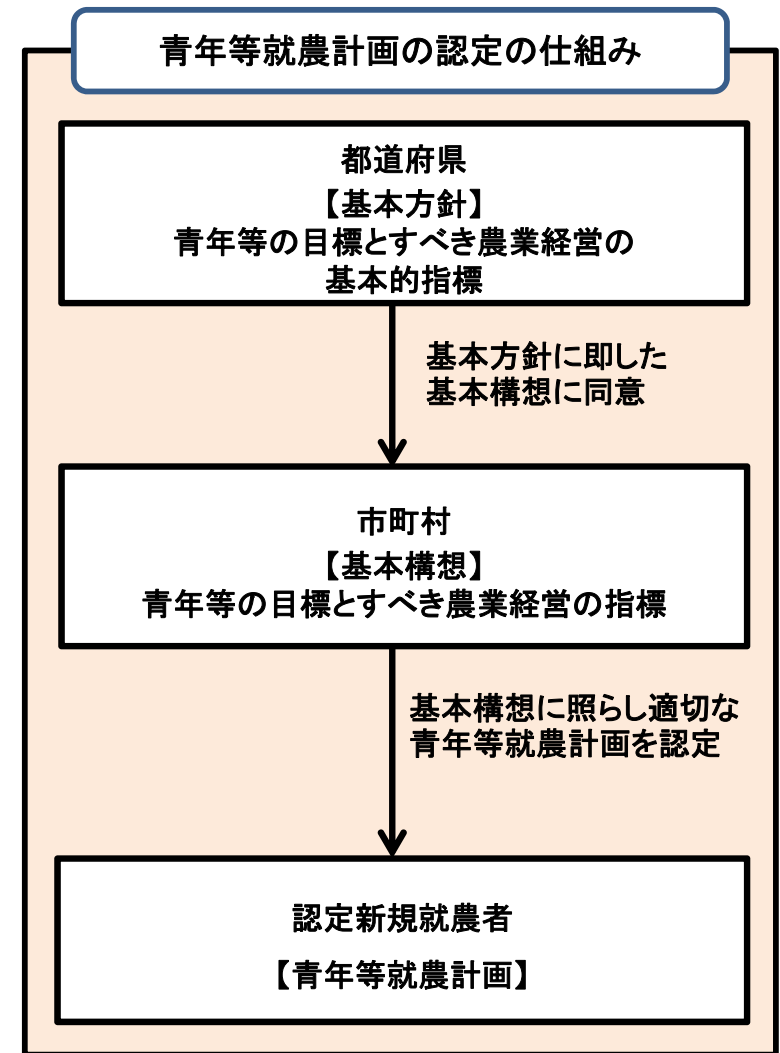 青年等就農計画の認定の仕組み
都道府県
【基本方針】
青年等の目標とすべき農業経営の
基本的指標
基本方針に即した
基本構想に同意
市町村
【基本構想】
青年等の目標とすべき農業経営の指標
基本構想に照らし適切な
青年等就農計画を認定
認定新規就農者
【青年等就農計画】